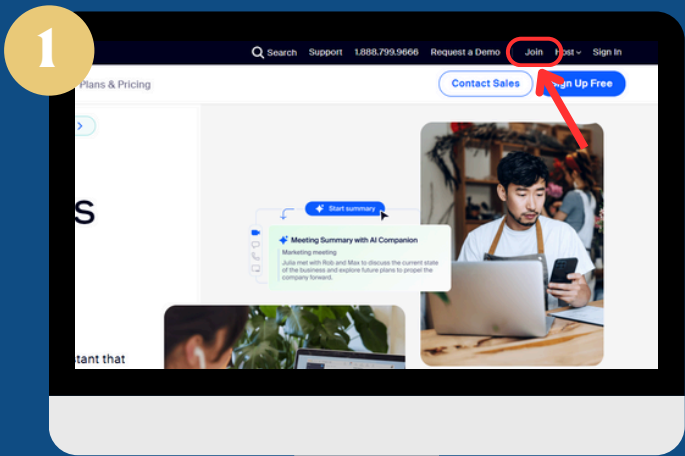 1
Search Support 1.888.799.9666 Request a Demo Join Host Sign In
Plans & Pricing
Contact Sales
Sign Up Free
S
Start summary
Meeting Summary with AI Companion
Marketing meeting
Julia met with Rob and Max to discuss the current state
of the business and explore future plans to propel the
company forward.
stant that